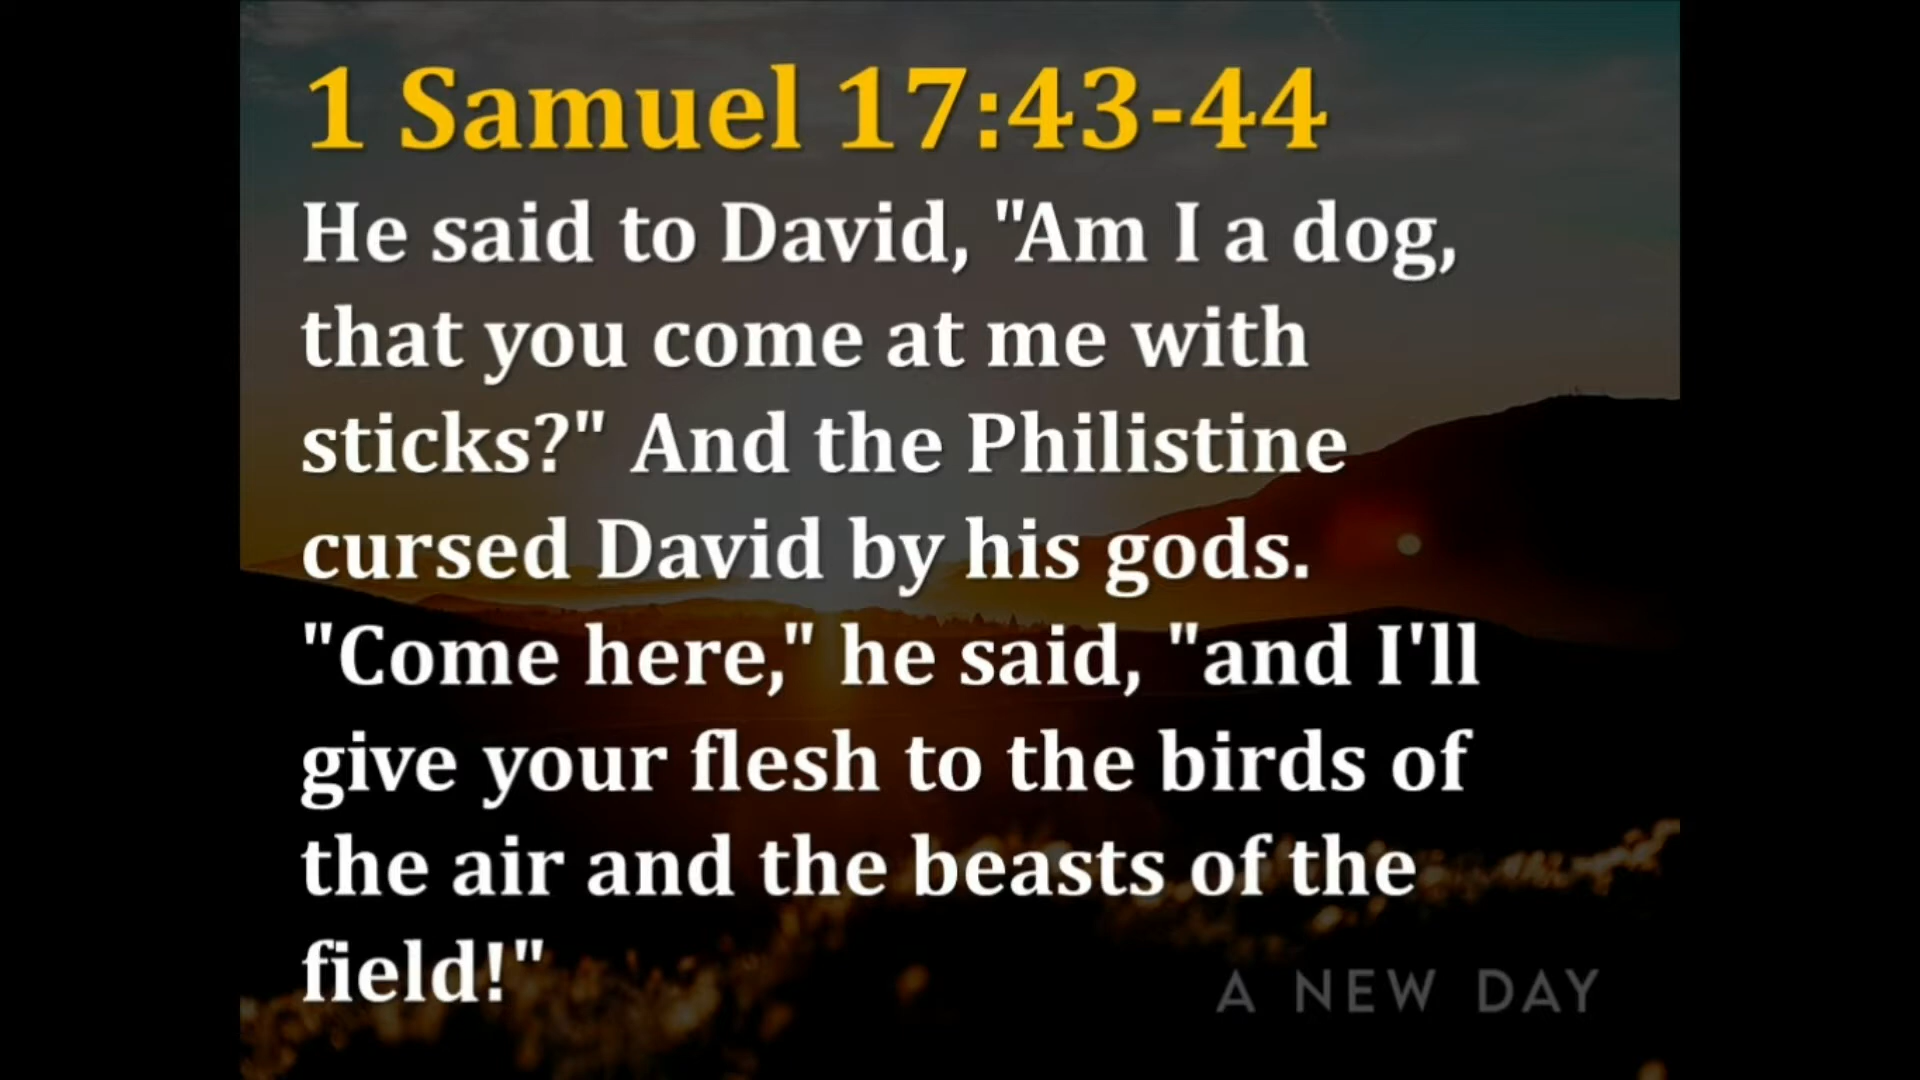 1 Samuel 17:43-44
He said to David, "Am I a dog,
that you come at me with
sticks?" And the Philistine
cursed David by his gods.
"Come here," he said, "and I'll
give your flesh to the birds of
the air and the beasts of the
field!"
A NEW DAY